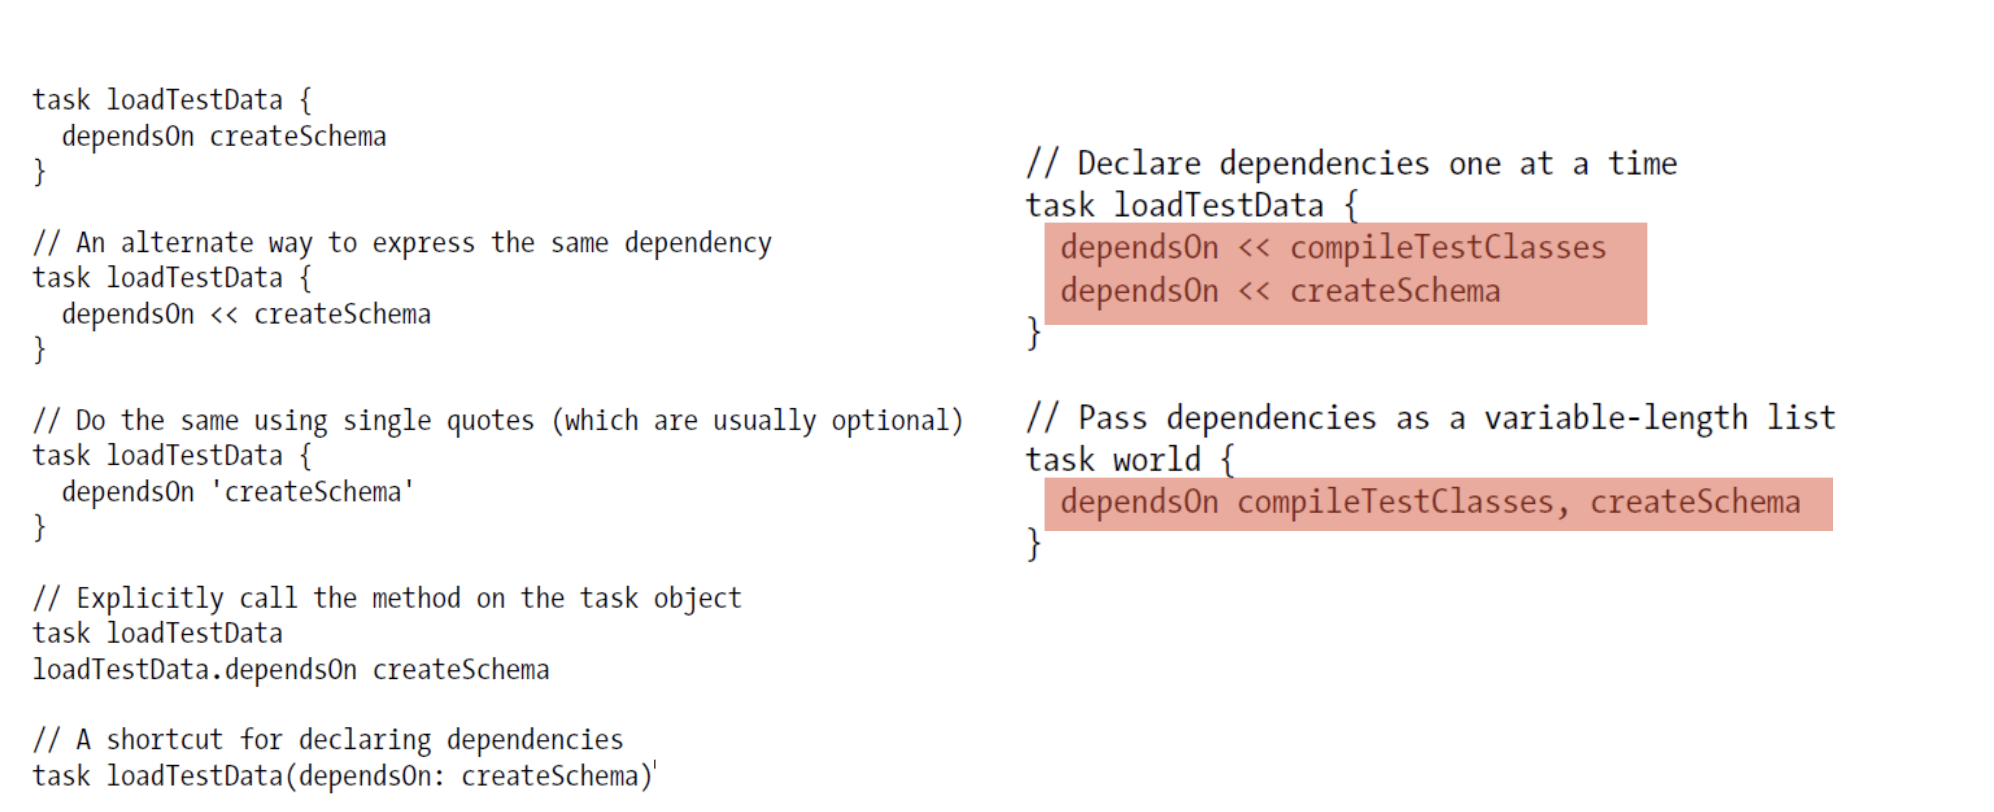 task loadTestData {
  dependsOn createSchema
}
// An alternate way to express the same dependency
task loadTestData {
  dependsOn << createSchema
}
// Do the same using single quotes (which are usually optional)
task loadTestData {
  dependsOn 'createSchema'
}
// Explicitly call the method on the task object
task loadTestData
loadTestData.dependsOn createSchema
// A shortcut for declaring dependencies
task loadTestData(dependsOn: createSchema)'
// Declare dependencies one at a time
task loadTestData {
  dependsOn << compileTestClasses
  dependsOn << createSchema
}
// Pass dependencies as a variable-length list
task world {
  dependsOn compileTestClasses, createSchema
}